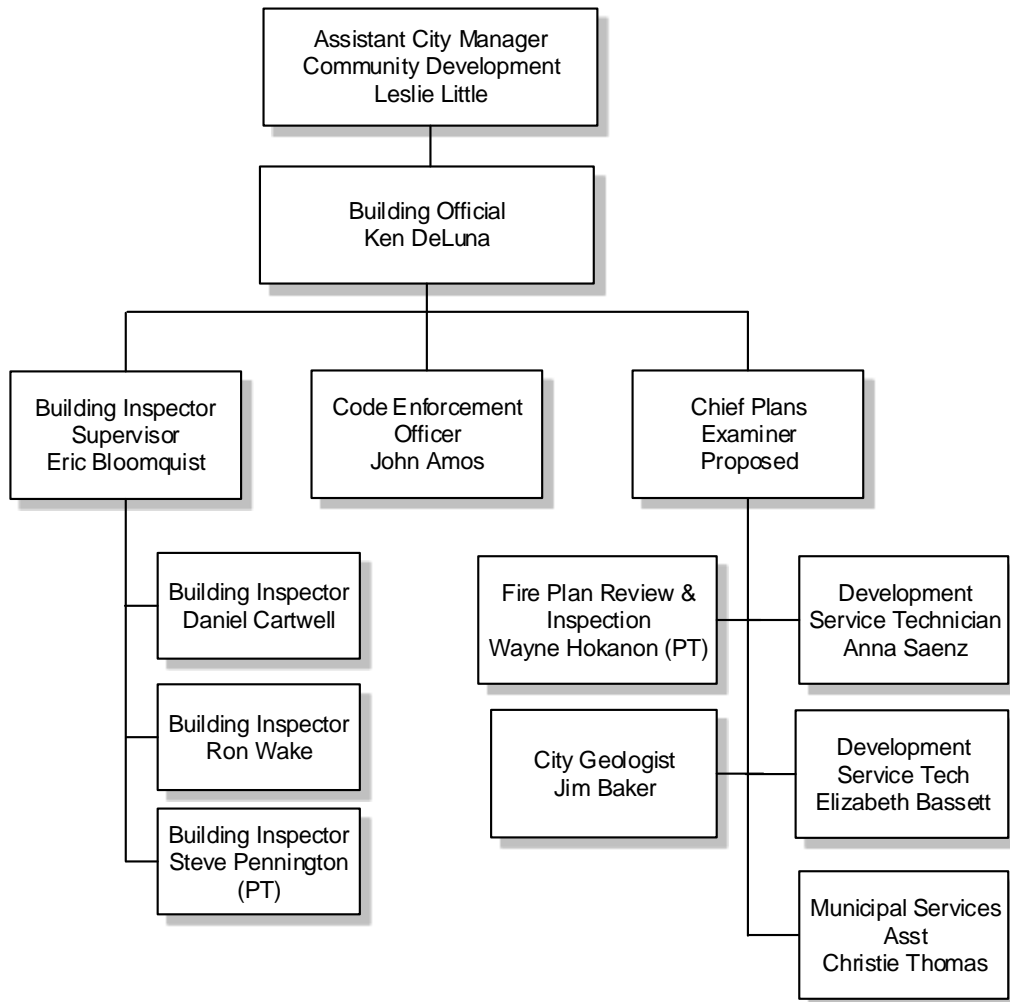 Assistant City Manager
Community Development
Leslie Little
Building Official
Ken DeLuna
Building Inspector
Supervisor
Eric Bloomquist
Code Enforcement
Officer
John Amos
Chief Plans
Examiner
Proposed
Building Inspector
Daniel Cartwell
Building Inspector
Ron Wake
Building Inspector
Steve Pennington
(PT)
Fire Plan Review &
Inspection
Wayne Hokanon (PT)
Development
Service Technician
Anna Saenz
City Geologist
Jim Baker
Development
Service Tech
Elizabeth Bassett
Municipal Services
Asst
Christie Thomas